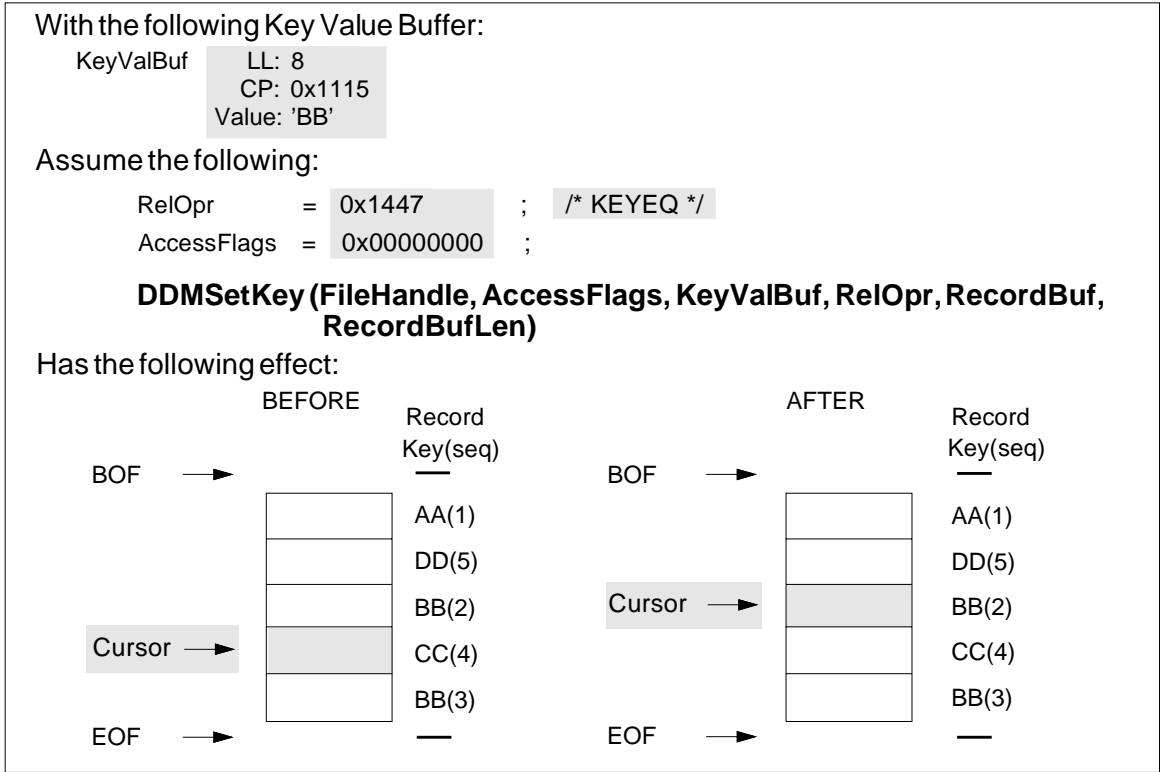 With the following Key Value Buffer:
KeyValBuf LL: 8
CP: 0x1115
Value: ’BB’
Assume the following:
RelOpr = 0x1447 ; /* KEYEQ */
AccessFlags = 0x00000000 ;
DDMSetKey (FileHandle, AccessFlags, KeyValBuf, RelOpr, RecordBuf,
RecordBufLen)
Has the following effect:
BEFORE AFTER
Record Record
Key(seq) Key(seq)
BOF BOF
AA(1) AA(1)
DD(5) DD(5)
BB(2) Cursor BB(2)
Cursor CC(4) CC(4)
BB(3) BB(3)
EOF EOF